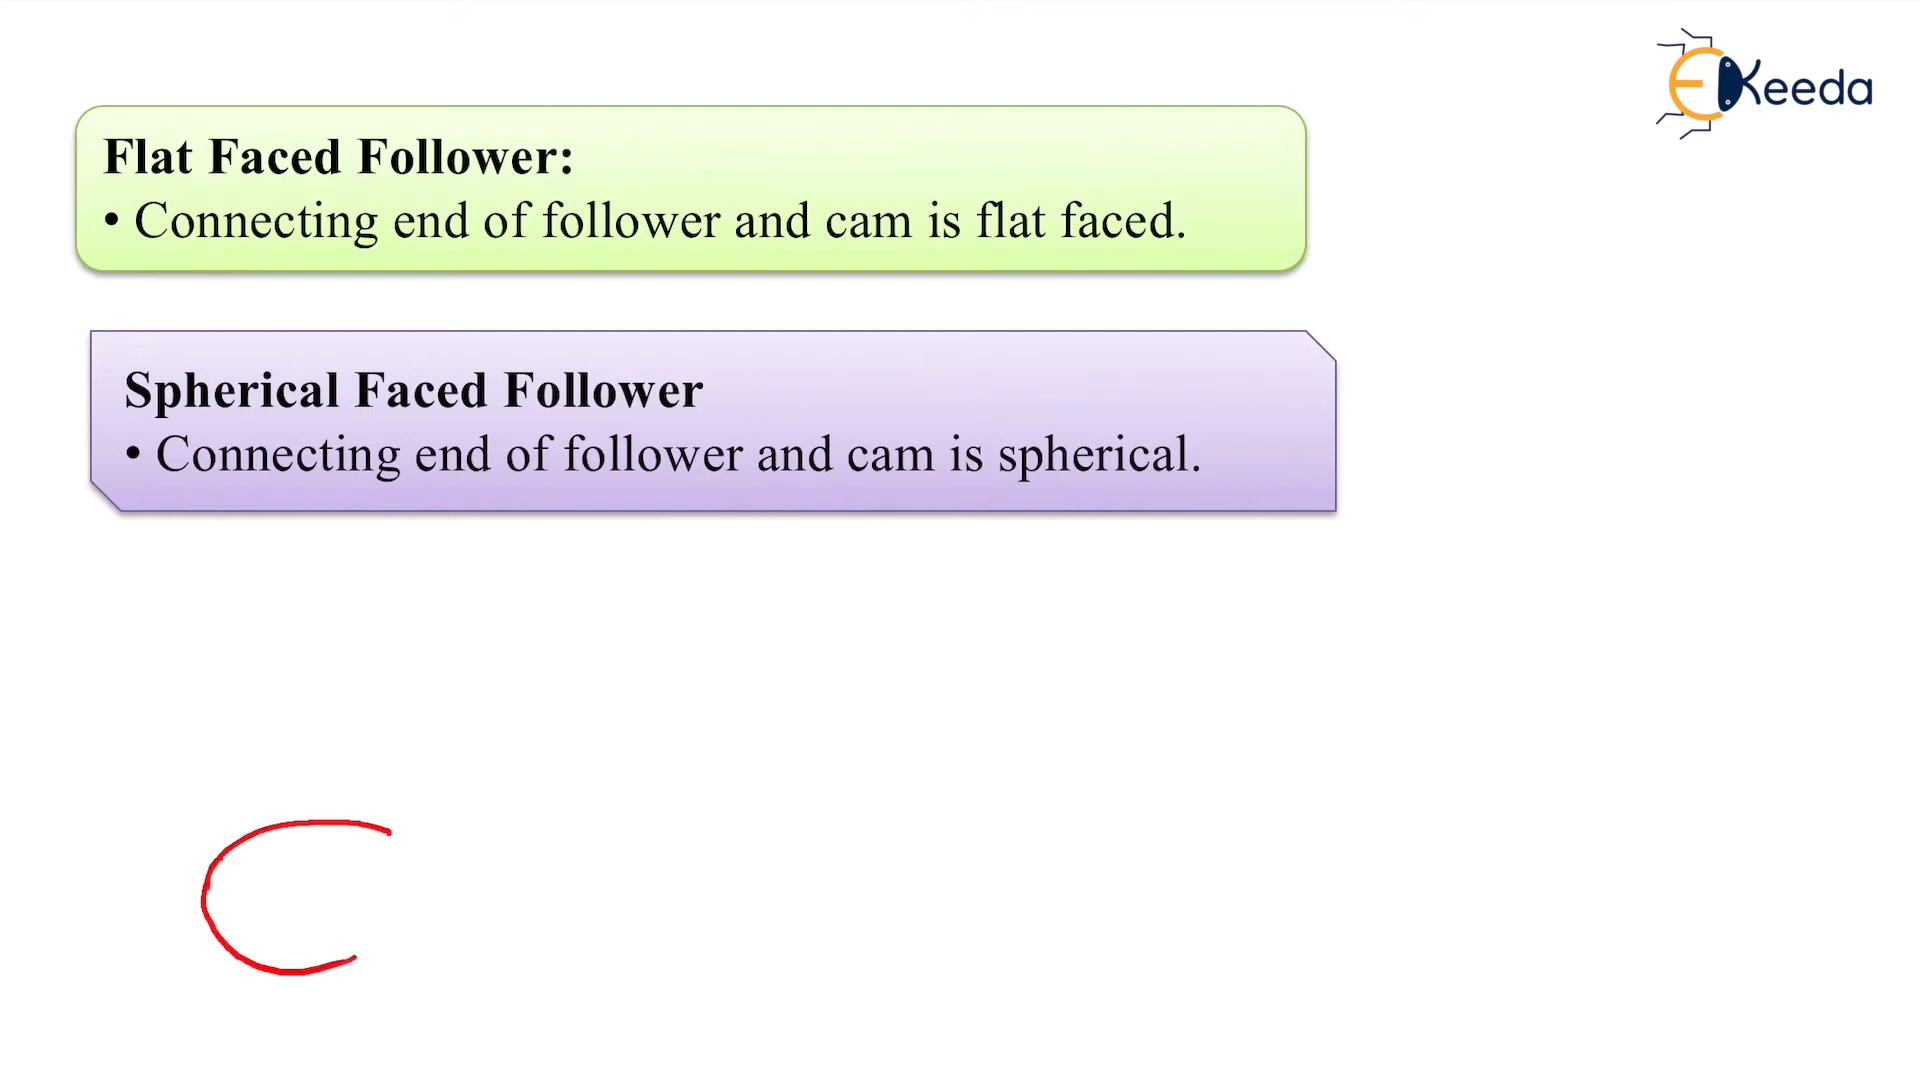 EKeeda
Flat Faced Follower:
• Connecting end of follower and cam is flat faced.
Spherical Faced Follower
• Connecting end of follower and cam is spherical.